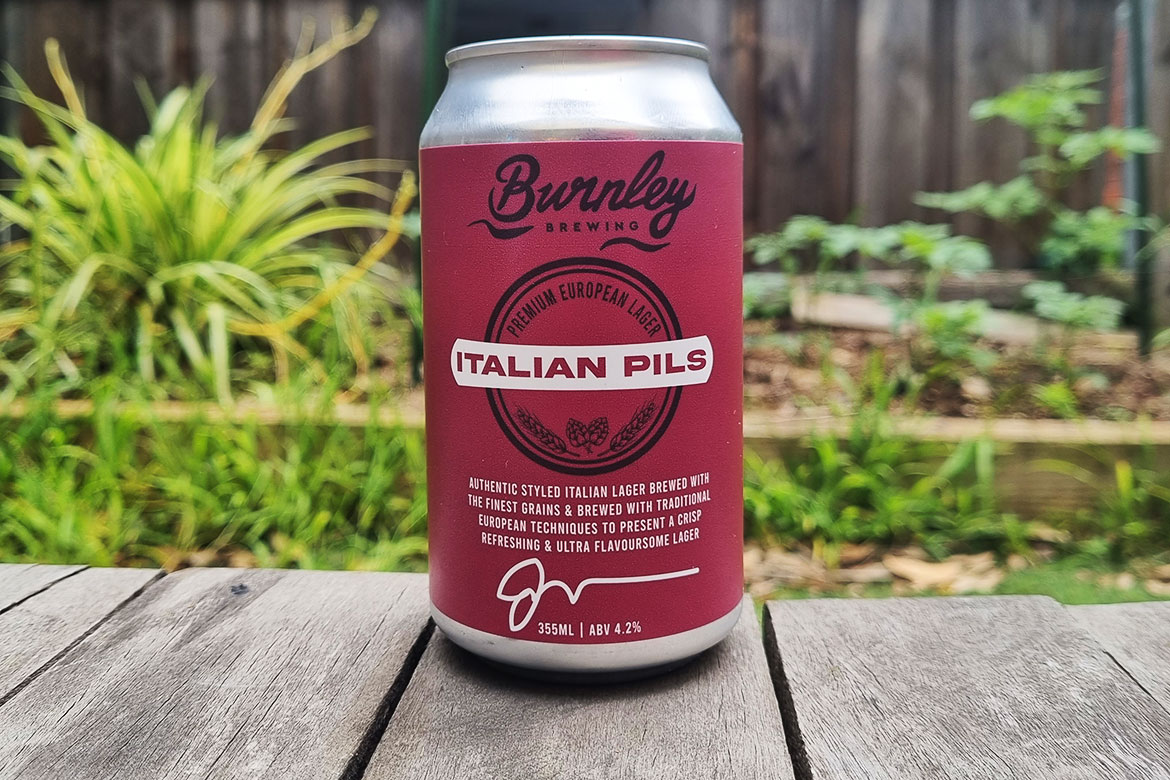 Burnley
BREWING
PREMIUM EUROPEAN LAGER
ITALIAN PILS
AUTHENTIC STYLED ITALIAN LAGER BREWED WITH
THE FINEST GRAINS & BREWED WITH TRADITIONAL
EUROPEAN TECHNIQUES TO PRESENT A CRISP
REFRESHING & ULTRA FLAVOURSOME LAGER
355ML | ABV 4.2%